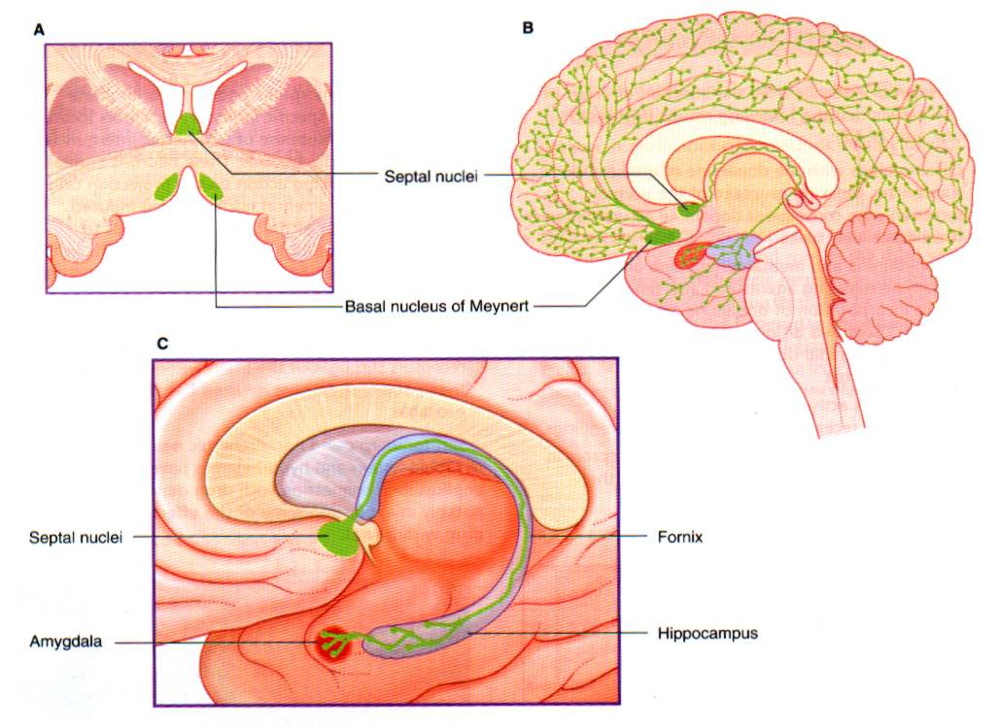 A
B
Septal nuclei
Basal nucleus of Meynert
C
Septal nuclei
Fornix
Amygdala
Hippocampus